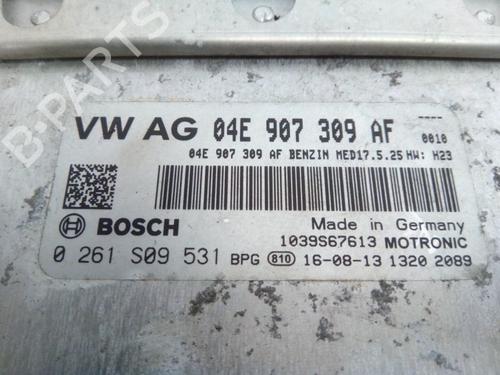 VW AG 04E 907 309 AF 0010
04E 907 309 AF BENZIN MED17.5.25 HW: H23
BOSCH
Made in Germany
1039S67613 MOTRONIC
0 261 S09 531 BPG 810 16-08-13 1320 2089
B-PARTS